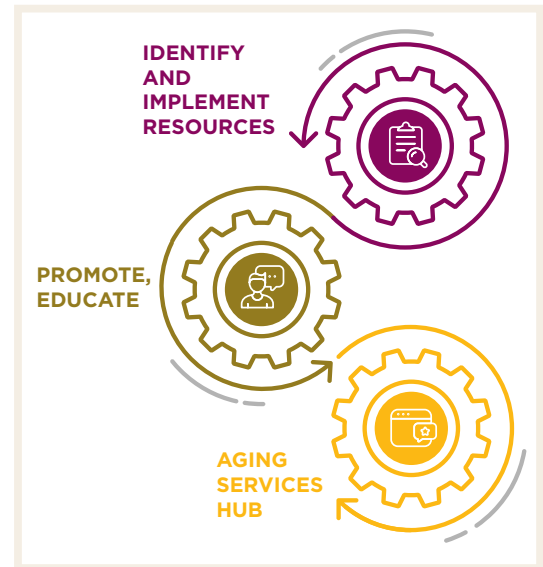 IDENTIFY
AND
IMPLEMENT
RESOURCES
PROMOTE,
EDUCATE
AGING
SERVICES
HUB